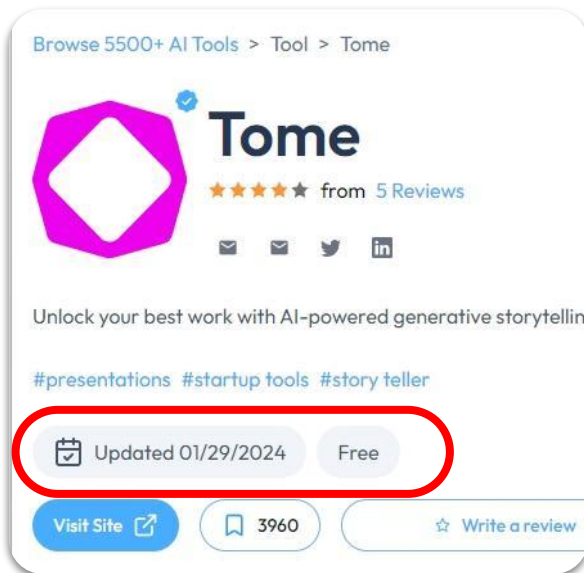 Browse 5500+ AI Tools > Tool > Tome
Tome
from 5 Reviews
in
Unlock your best work with AI-powered generative storytellin
#presentations #startup tools #story teller
Updated 01/29/2024 Free
Visit Site 3960 Write a review